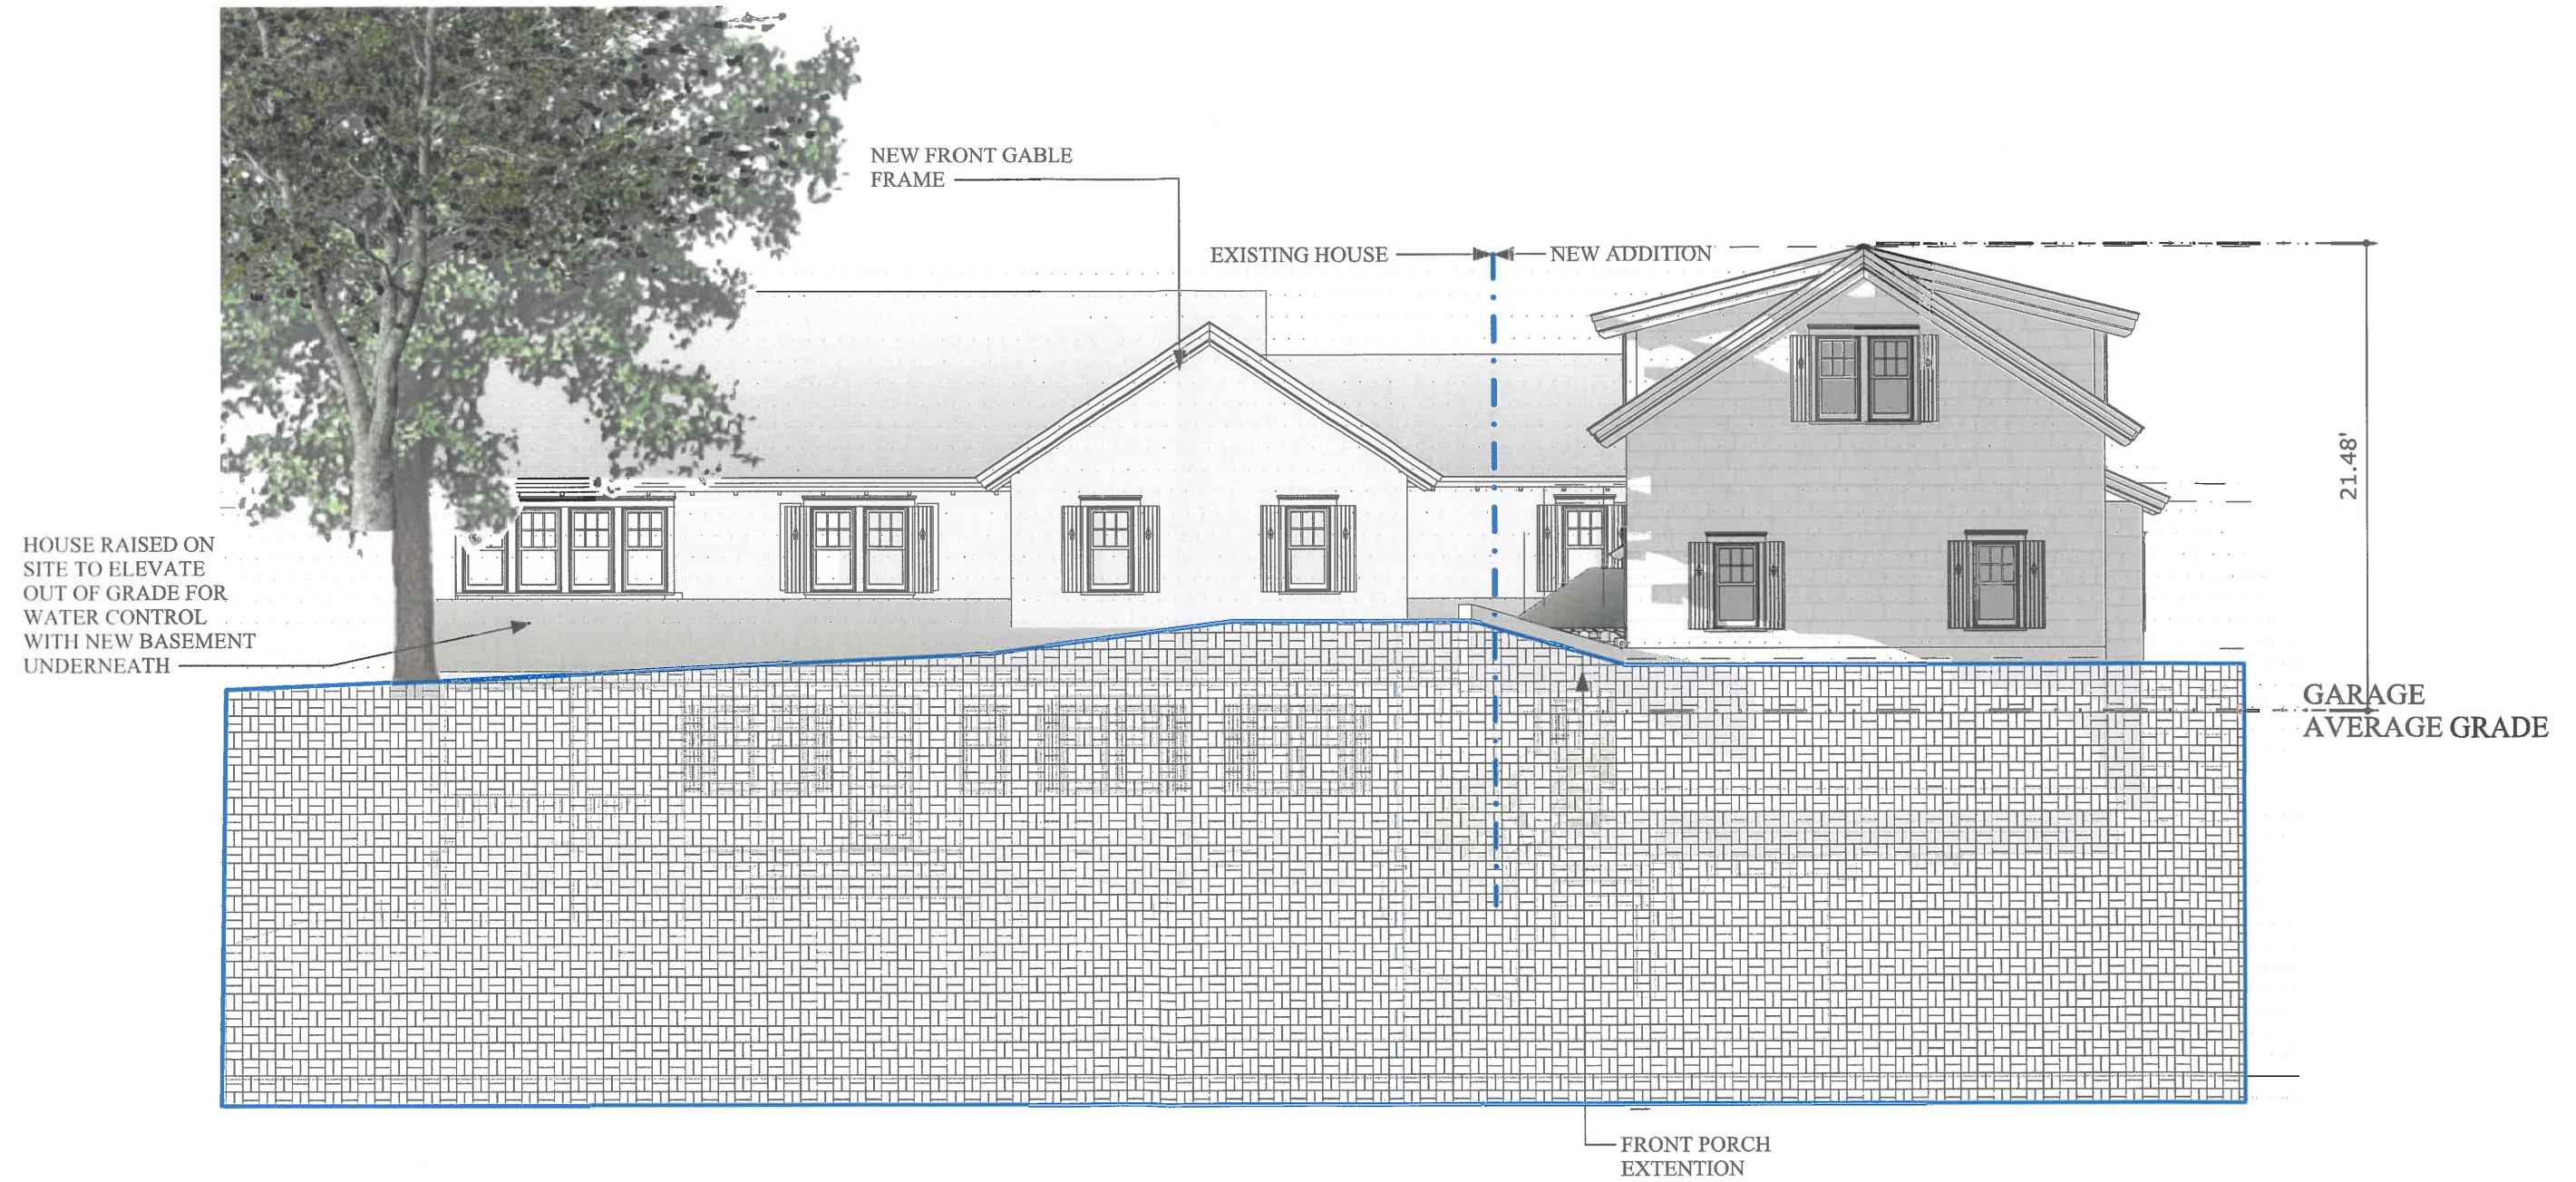 NEW FRONT GABLE
FRAME
EXISTING HOUSE
NEW ADDITION
21.48'
HOUSE RAISED ON
SITE TO ELEVATE
OUT OF GRADE FOR
WATER CONTROL
WITH NEW BASEMENT
UNDERNEATH
GARAGE
AVERAGE GRADE
FRONT PORCH
EXTENTION